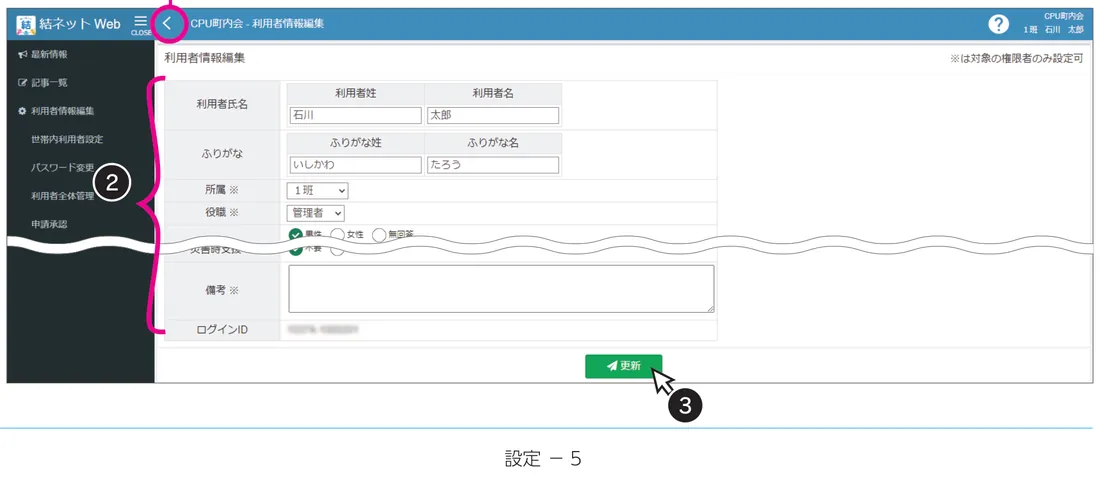 結 結ネット Web
CLOSE
CPU町内会 - 利用者情報編集
?
CPU町内会
1班 石川 太郎
最新情報
記事一覧
利用者情報編集
世帯内利用者設定
パスワード変更
利用者全体管理
申請承認
2
利用者情報編集
※は対象の権限者のみ設定可
利用者氏名
利用者姓 利用者名
石川 太郎
ふりがな
ふりがな姓 ふりがな名
いしかわ たろう
所属 ※ 1班
役職 ※ 管理者
男性 女性 無回答
災害時支援 不要
備考 ※
ログインID
更新
3
設定 − 5